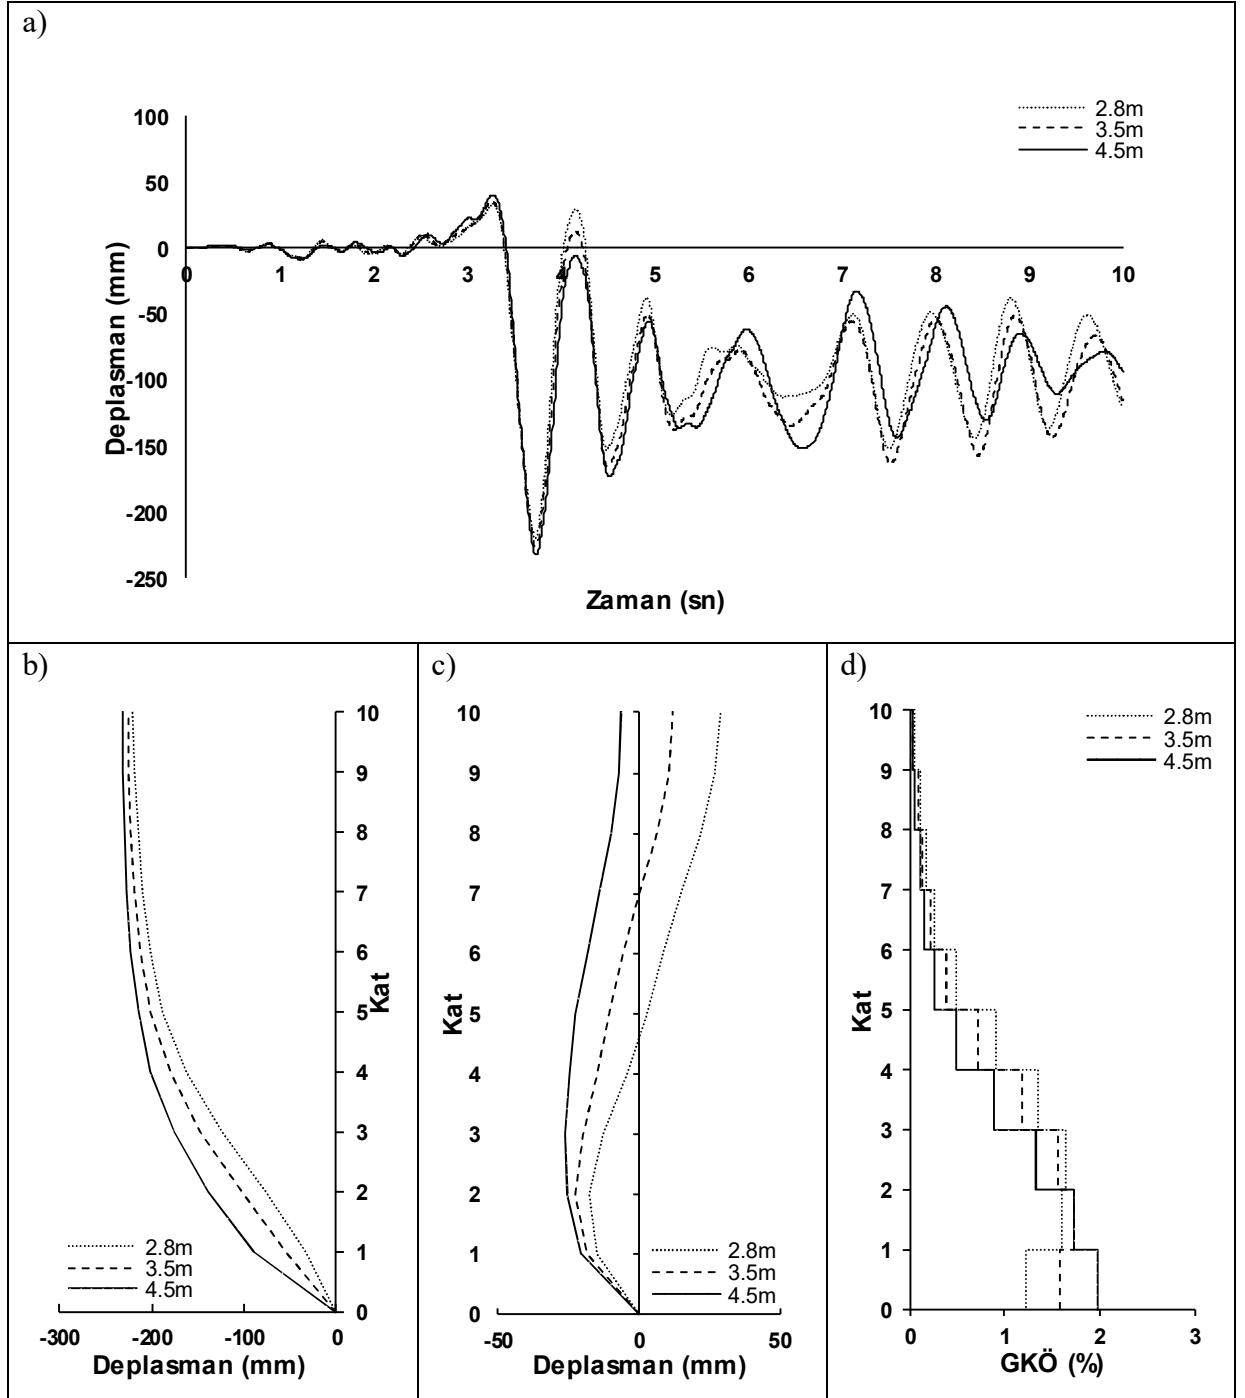 a)
2.8m
3.5m
4.5m
100
50
0
-50
-100
-150
-200
-250
Deplasman (mm)
0 1 2 3 4 5 6 7 8 9 10
Zaman (sn)
b)
10
9
8
7
6
5
4
3
2
1
0
Kat
2.8m
3.5m
4.5m
-300 -200 -100 0
Deplasman (mm)
c)
10
9
8
7
6
5
4
3
2
1
0
Kat
2.8m
3.5m
4.5m
-50 0 50
Deplasman (mm)
d)
2.8m
3.5m
4.5m
10
9
8
7
6
5
4
3
2
1
0
Kat
0 1 2 3
GKÖ (%)